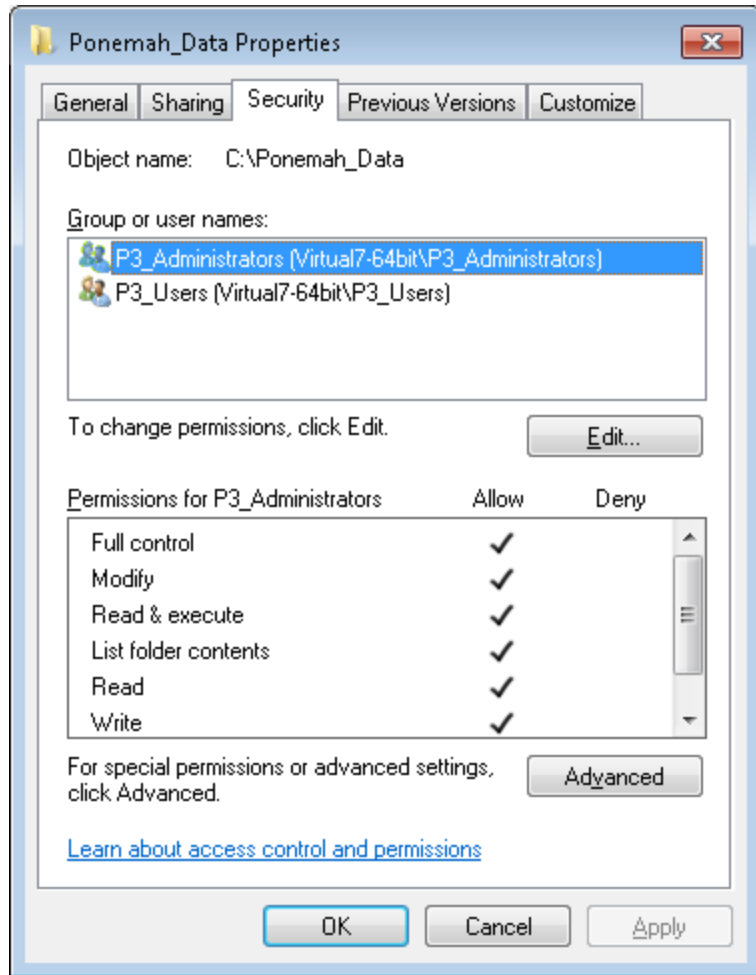 Ponemah_Data Properties
General Sharing Security Previous Versions Customize
Object name: C:\Ponemah_Data
Group or user names:
P3_Administrators (Virtual7-64bit\P3_Administrators)
P3_Users (Virtual7-64bit\P3_Users)
To change permissions, click Edit.
Edit...
Permissions for P3_Administrators Allow Deny
Full control
Modify
Read & execute
List folder contents
Read
Write
For special permissions or advanced settings,
click Advanced.
Advanced
Learn about access control and permissions
OK Cancel Apply